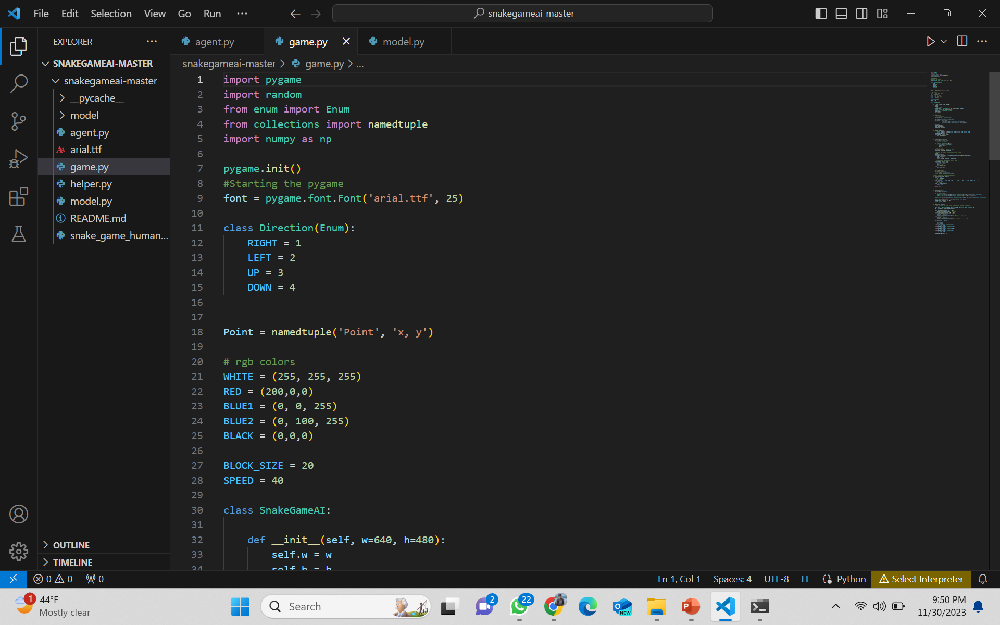 File Edit Selection View Go Run ···
snakegameai-master
EXPLORER
SNAKEGAMEAI-MASTER
snakegameai-master
__pycache__
model
agent.py
arial.ttf
game.py
helper.py
model.py
README.md
snake_game_human...
OUTLINE
TIMELINE
agent.py game.py model.py
snakegameai-master > game.py > ...
1 import pygame
2 import random
3 from enum import Enum
4 from collections import namedtuple
5 import numpy as np
6
7 pygame.init()
8 #Starting the pygame
9 font = pygame.font.Font('arial.ttf', 25)
10
11 class Direction(Enum):
12 RIGHT = 1
13 LEFT = 2
14 UP = 3
15 DOWN = 4
16
17
18 Point = namedtuple('Point', 'x, y')
19
20 # rgb colors
21 WHITE = (255, 255, 255)
22 RED = (200,0,0)
23 BLUE1 = (0, 0, 255)
24 BLUE2 = (0, 100, 255)
25 BLACK = (0,0,0)
26
27 BLOCK_SIZE = 20
28 SPEED = 40
29
30 class SnakeGameAI:
31
32 def __init__(self, w=640, h=480):
33 self.w = w
34 self.h = h
0 0 0
Ln 1, Col 1 Spaces: 4 UTF-8 LF Python Select Interpreter
1
44°F
Mostly clear
Search
2
22
NEW
9:50 PM
11/30/2023